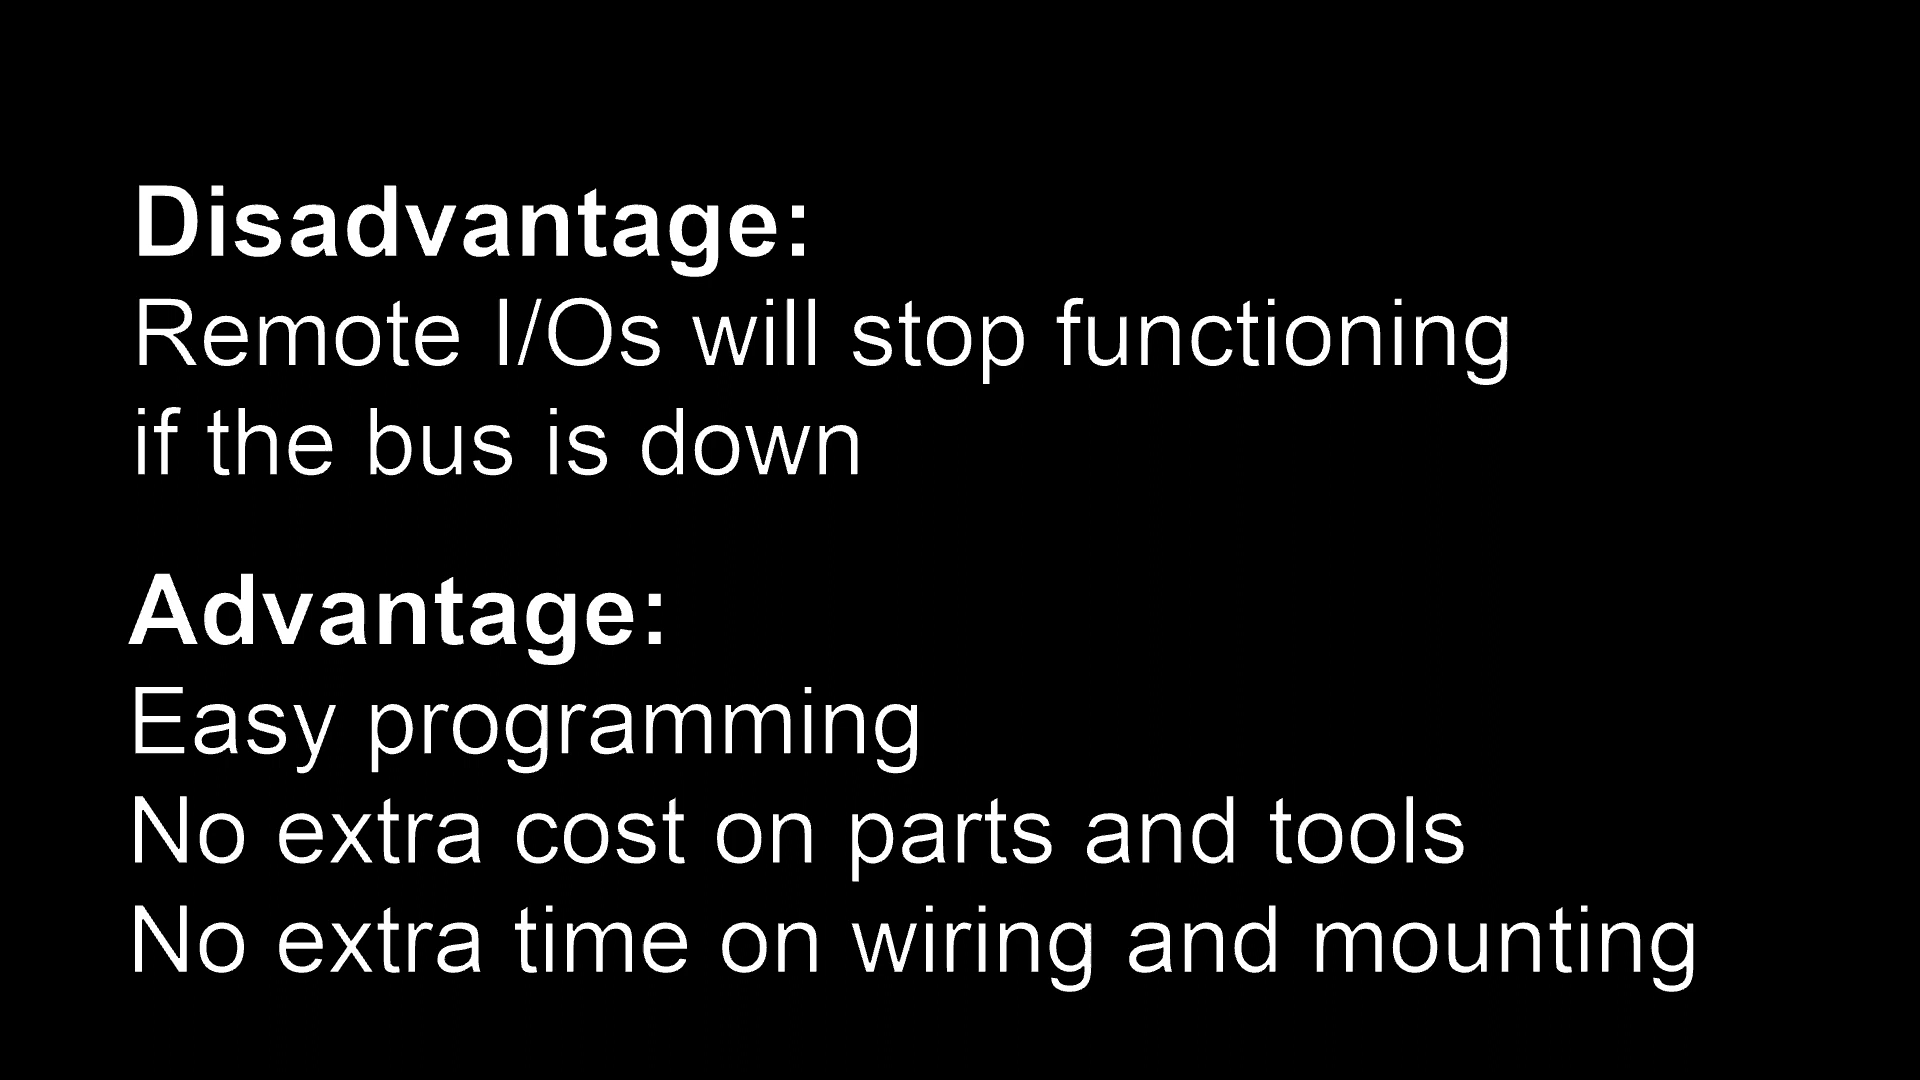 Disadvantage:
Remote I/Os will stop functioning
if the bus is down
Advantage:
Easy programming
No extra cost on parts and tools
No extra time on wiring and mounting